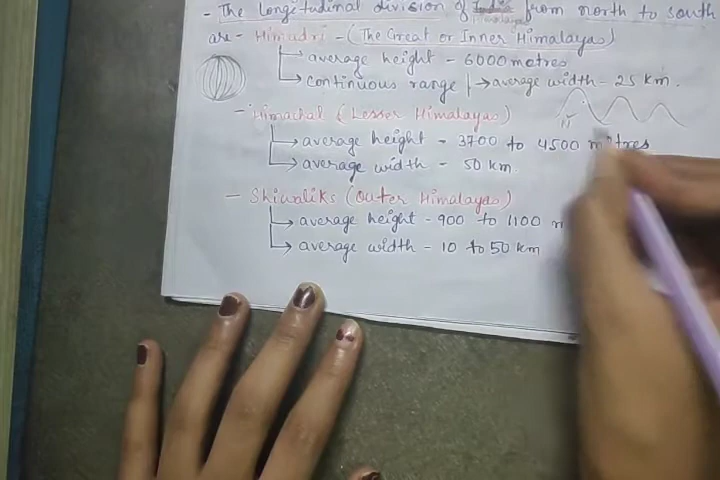 - The longitudinal division of Himalayas from north to south
are - Himadri - (The Great or Inner Himalayas)
average height - 6000 metres
continuous range | → average width - 25 km.
- Himachal (Lesser Himalayas)
N
→ average height - 3700 to 4500 metres
→ average width - 50 km.
- Shiwaliks (Outer Himalayas)
→ average height - 900 to 1100 m
→ average width - 10 to 50 km